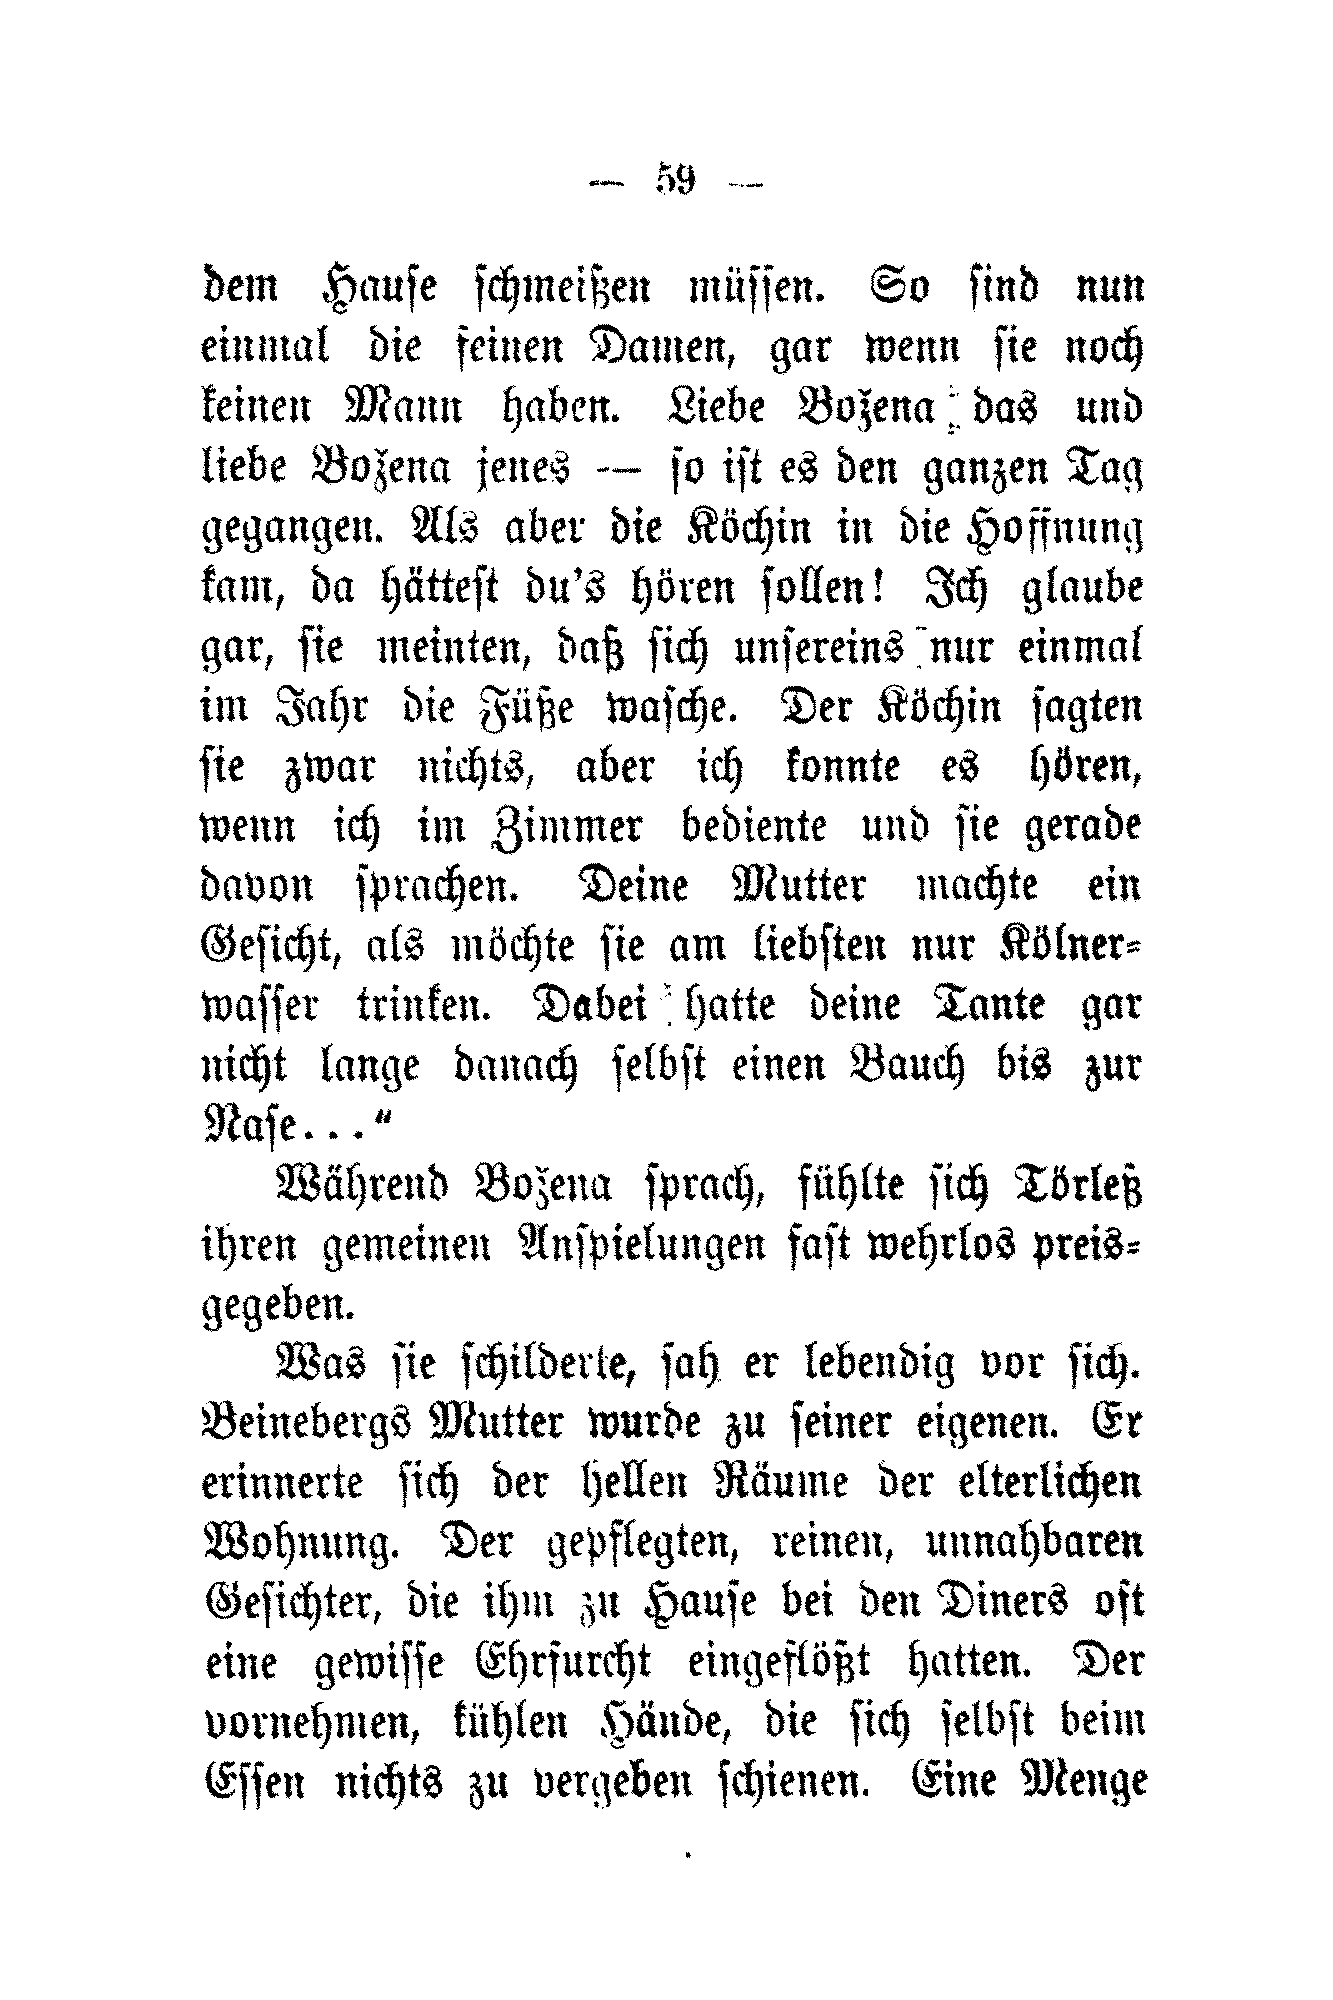 — 59 —
dem Hause schmeißen müssen. So sind nun
einmal die feinen Damen, gar wenn sie noch
keinen Mann haben. Liebe Božena das und
liebe Božena jenes — so ist es den ganzen Tag
gegangen. Als aber die Köchin in die Hoffnung
kam, da hättest du's hören sollen! Ich glaube
gar, sie meinten, daß sich unsereins nur einmal
im Jahr die Füße wasche. Der Köchin sagten
sie zwar nichts, aber ich konnte es hören,
wenn ich im Zimmer bediente und sie gerade
davon sprachen. Deine Mutter machte ein
Gesicht, als möchte sie am liebsten nur Kölner-
wasser trinken. Dabei hatte deine Tante gar
nicht lange danach selbst einen Bauch bis zur
Nase...“
Während Božena sprach, fühlte sich Törleß
ihren gemeinen Anspielungen fast wehrlos preis-
gegeben.
Was sie schilderte, sah er lebendig vor sich.
Beinebergs Mutter wurde zu seiner eigenen. Er
erinnerte sich der hellen Räume der elterlichen
Wohnung. Der gepflegten, reinen, unnahbaren
Gesichter, die ihm zu Hause bei den Diners oft
eine gewisse Ehrfurcht eingeflößt hatten. Der
vornehmen, kühlen Hände, die sich selbst beim
Essen nichts zu vergeben schienen. Eine Menge